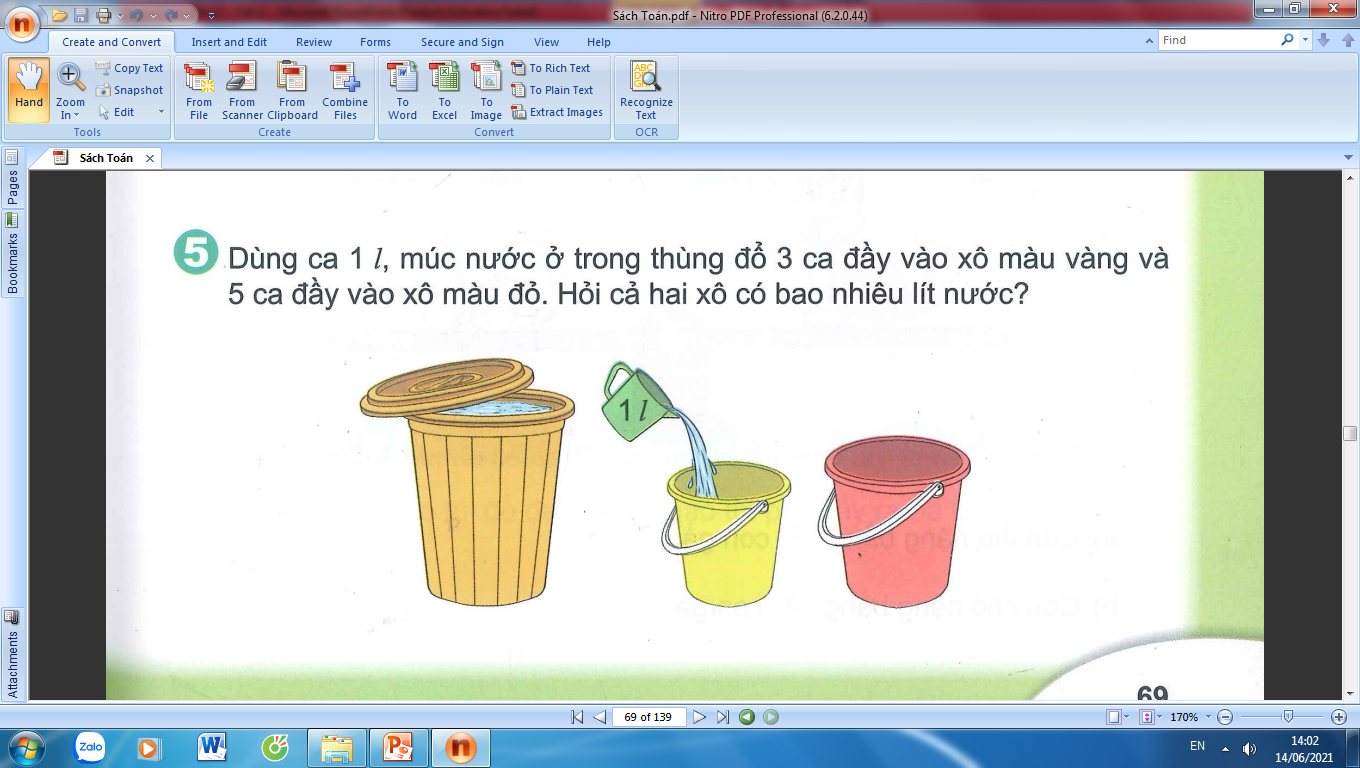 Sách Toán.pdf - Nitro PDF Professional (6.2.0.44)
Create and Convert Insert and Edit Review Forms Secure and Sign View Help Find
Hand
Zoom In
Copy Text
Snapshot
Edit
Tools
From File
From Scanner
From Clipboard
Combine Files
Create
To Word
To Excel
To Image
To Rich Text
To Plain Text
Extract Images
Convert
Recognize Text
OCR
Sách Toán
Pages
Bookmarks
Attachments
5 Dùng ca 1 l, múc nước ở trong thùng đổ 3 ca đầy vào xô màu vàng và
5 ca đầy vào xô màu đỏ. Hỏi cả hai xô có bao nhiêu lít nước?
1 l
69
69 of 139 170%
Zalo EN 14:02
14/06/2021